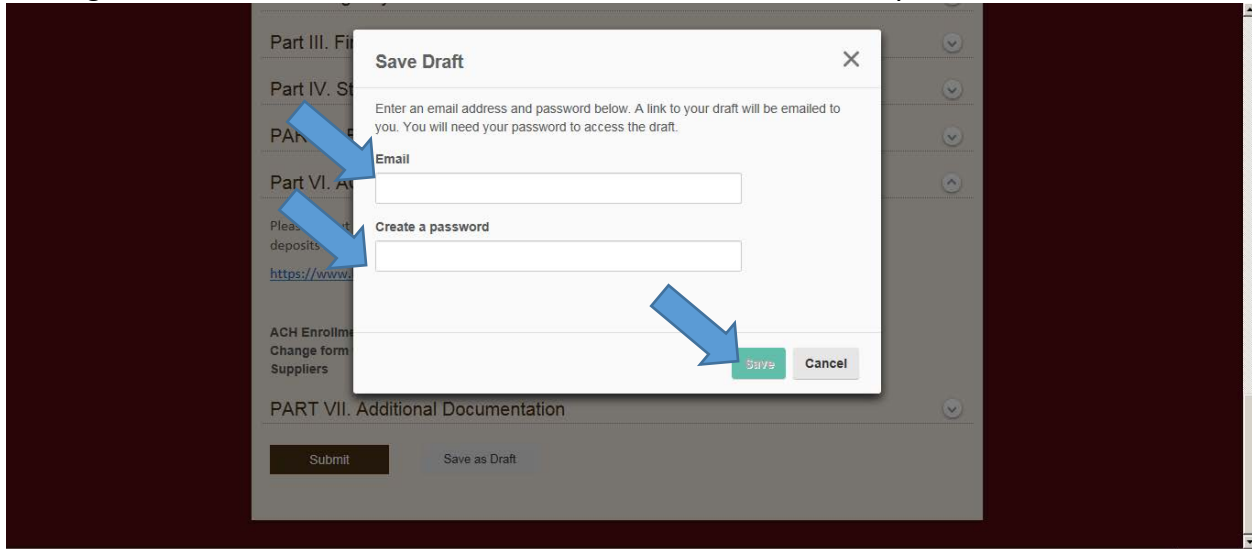 Part III. Fi
Save Draft
Part IV. St
Enter an email address and password below. A link to your draft will be emailed to
you. You will need your password to access the draft.
PAR
Email
Part VI. A
Create a password
deposits
https://www.
ACH Enrollme
Change form
Suppliers
Save
Cancel
PART VII. Additional Documentation
Submit
Save as Draft